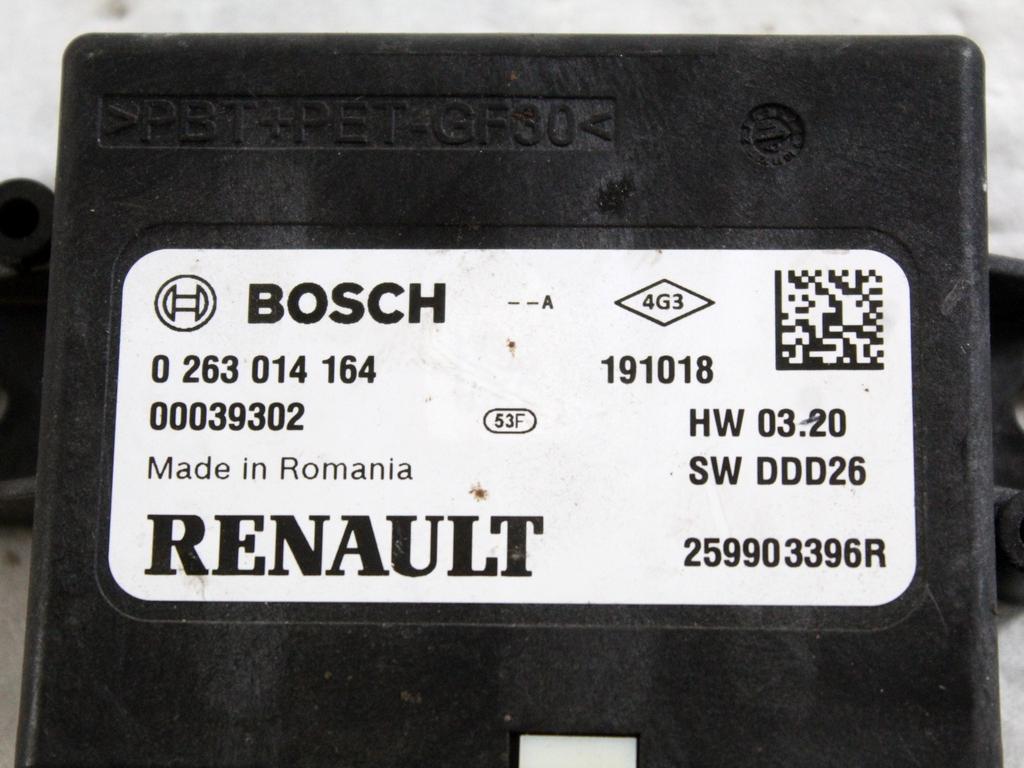 >PBT+PET-GF30<
BOSCH --A 4G3
0 263 014 164 191018
00039302 53F HW 03.20
Made in Romania SW DDD26
RENAULT 259903396R